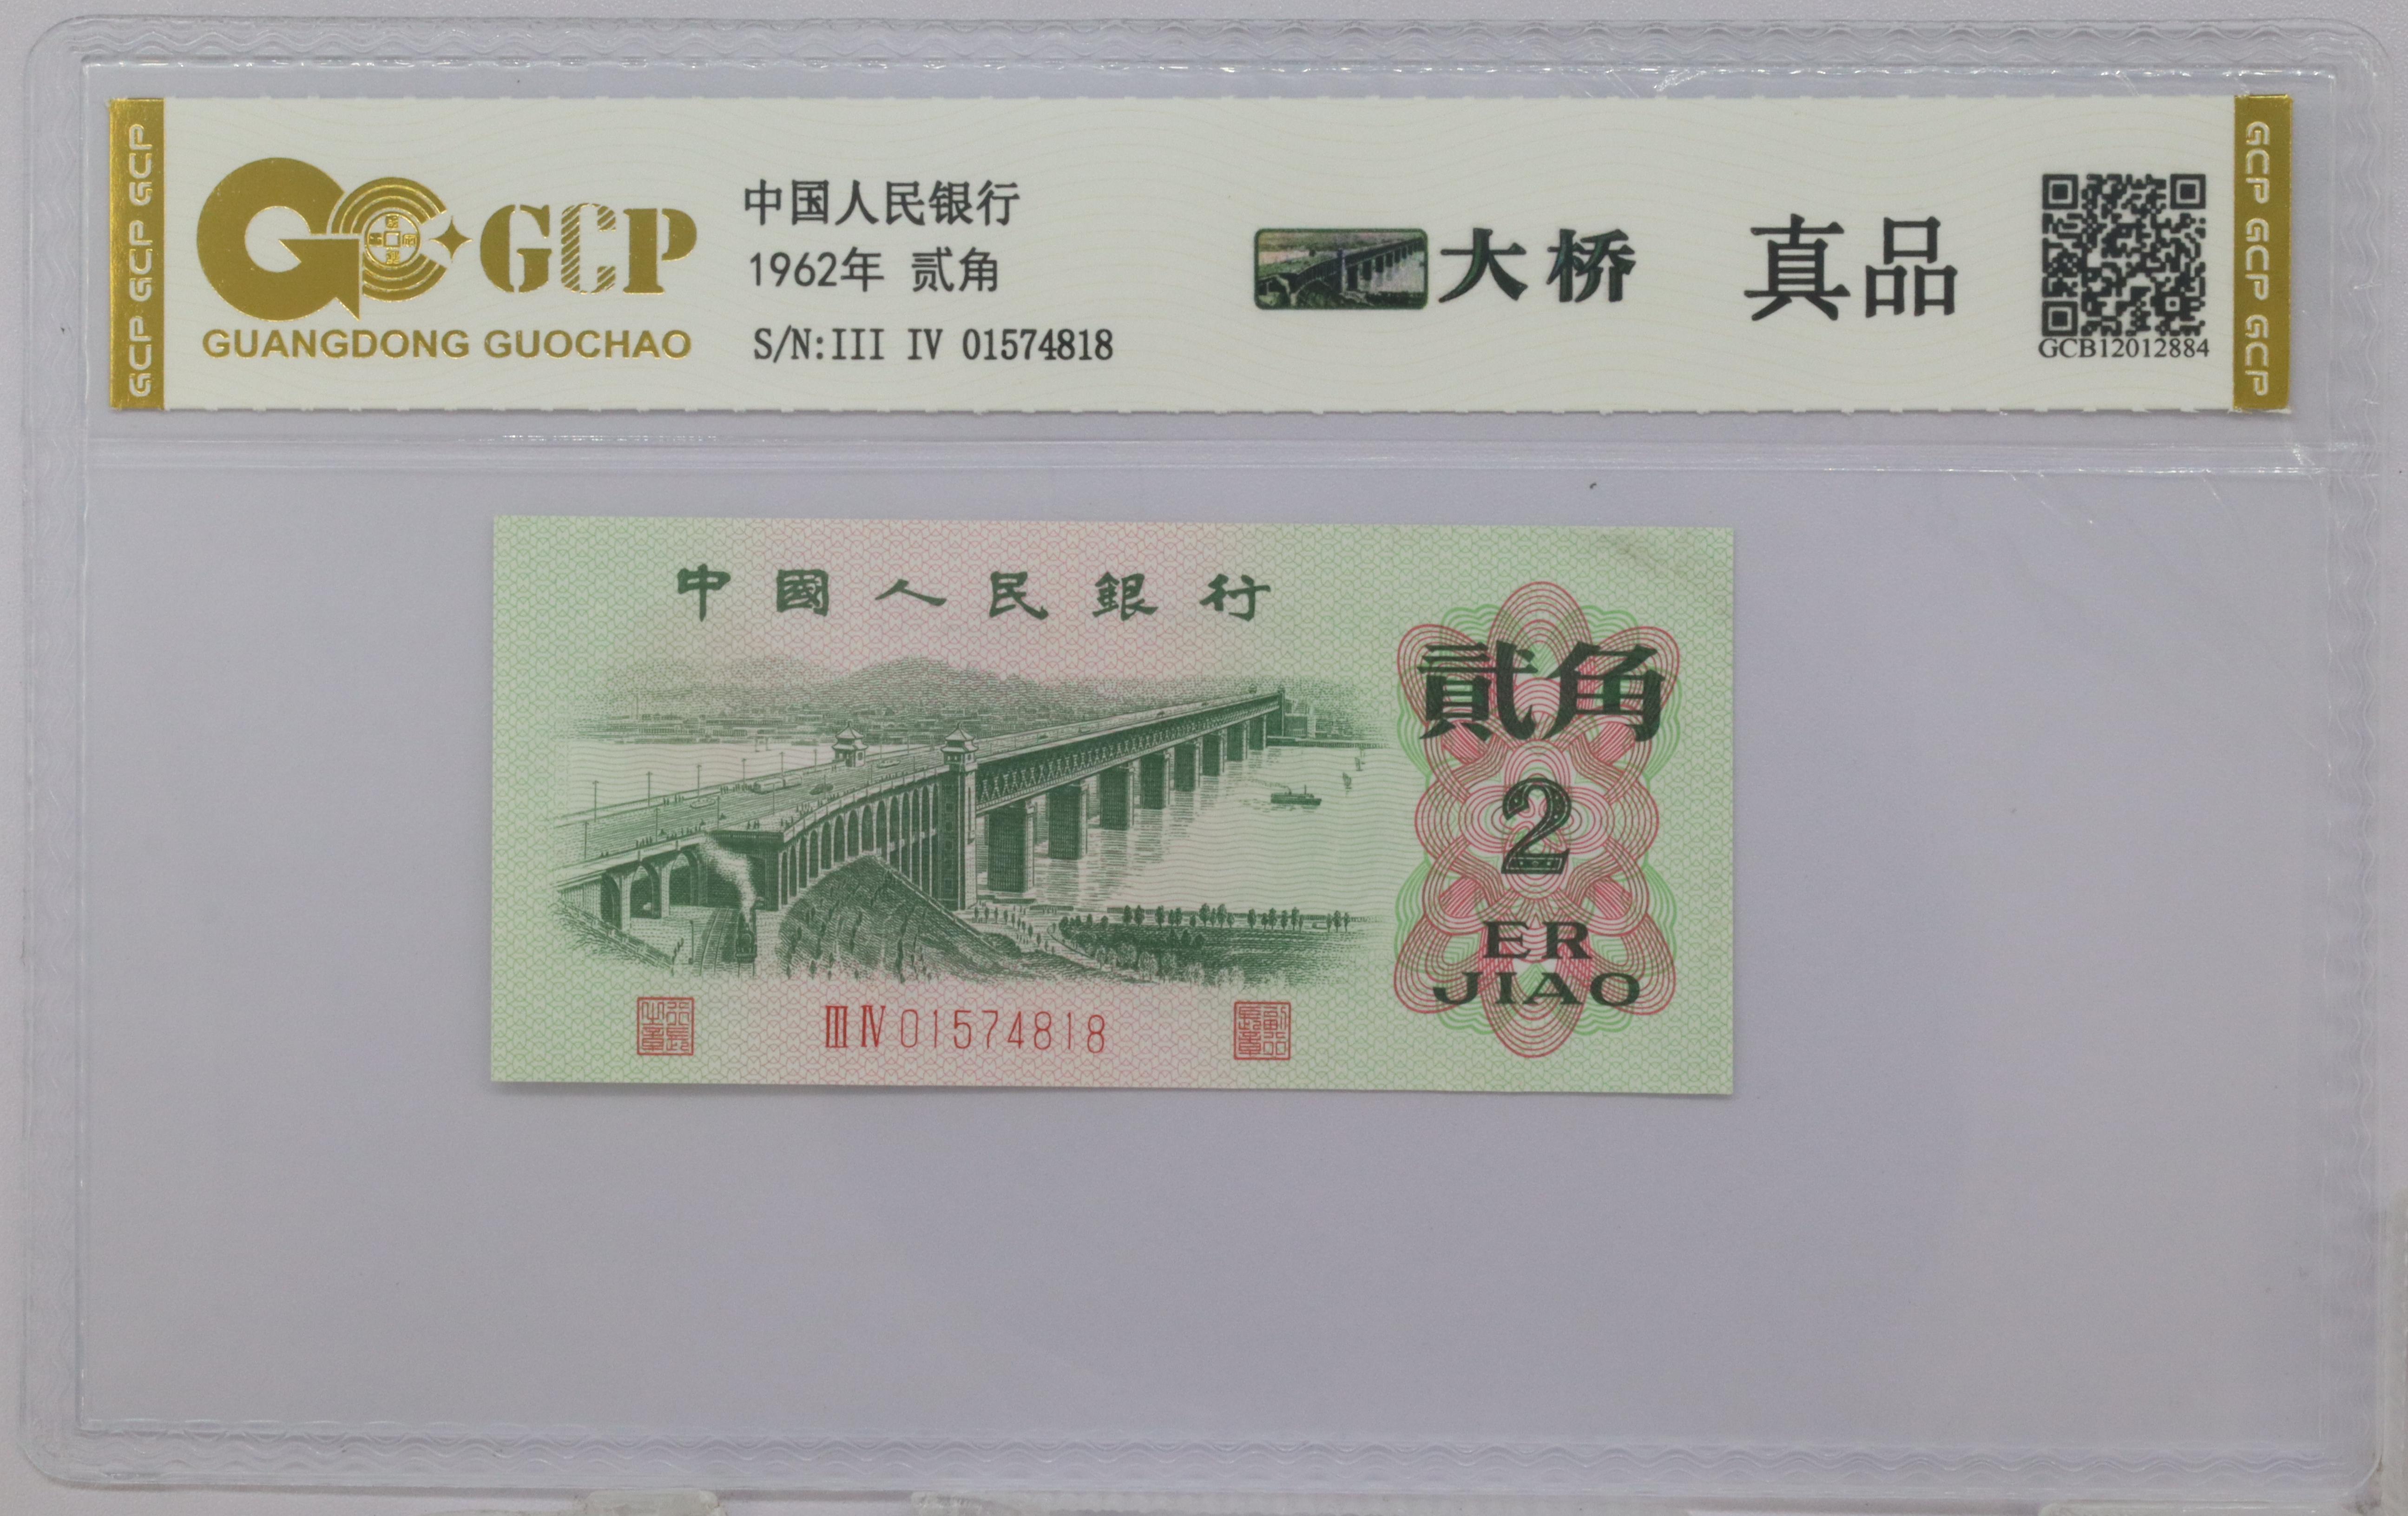 GCP GCP GCP
GCP
GUANGDONG GUOCHAO
中国人民银行
1962年 贰角
S/N:III IV 01574818
大桥
真品
GCB12012884
GCP GCP GCP
中國人民銀行
貳角
2
ER
JIAO
III IV 01574818